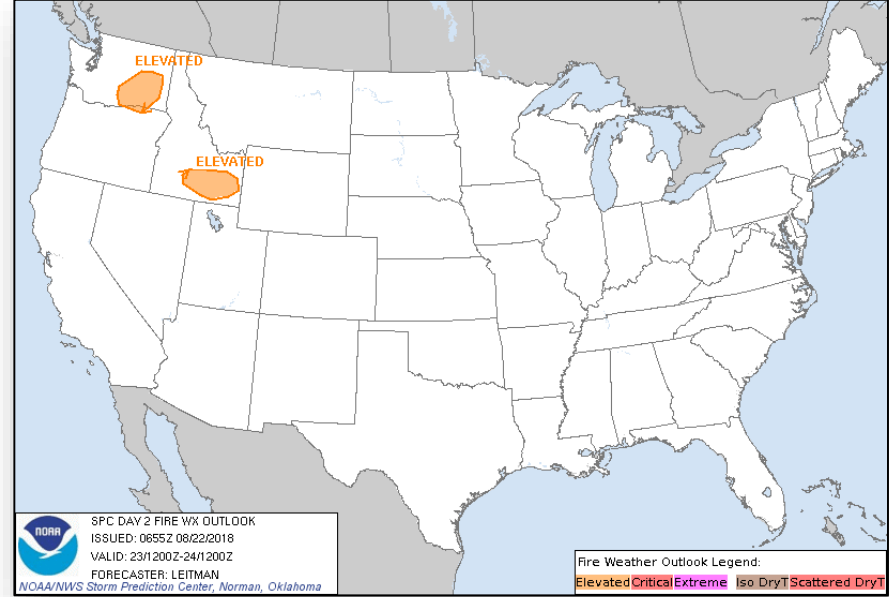 ELEVATED
ELEVATED
NOAA
SPC DAY 2 FIRE WX OUTLOOK
ISSUED: 0655Z 08/22/2018
VALID: 23/1200Z-24/1200Z
FORECASTER: LEITMAN
NOAA/NWS Storm Prediction Center, Norman, Oklahoma
Fire Weather Outlook Legend:
Elevated Critical Extreme Iso DryT Scattered DryT